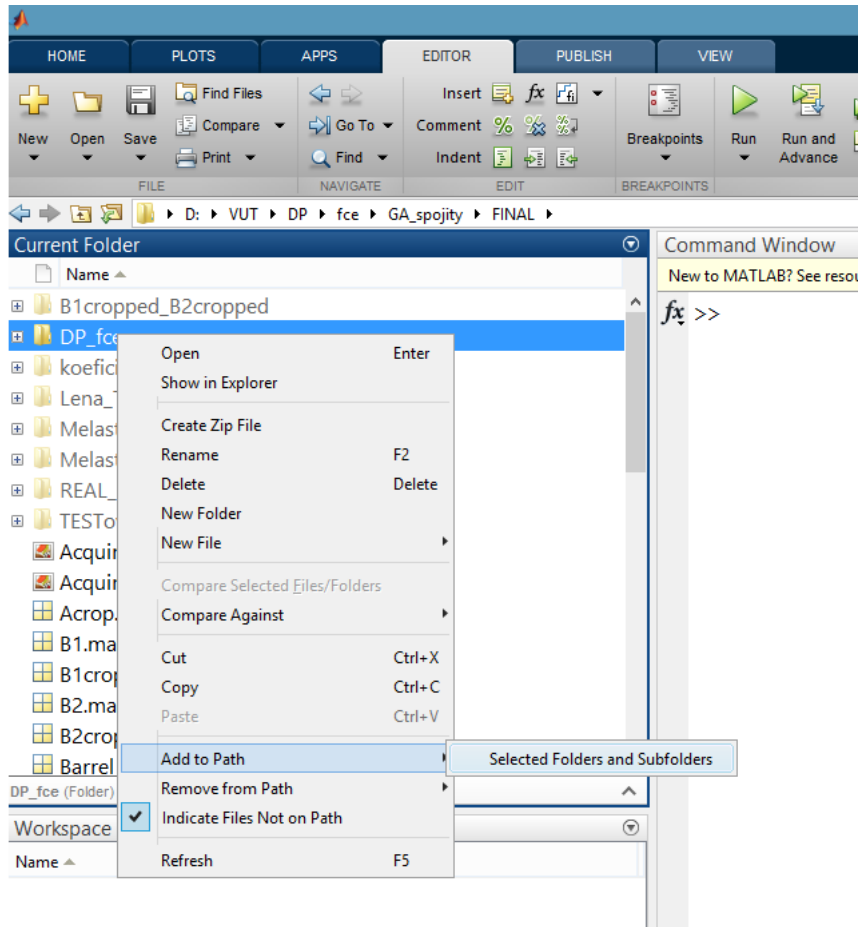 HOME PLOTS APPS EDITOR PUBLISH VIEW
Find Files Insert fx
New Open Save Compare Go To Comment Breakpoints Run Run and Advance
Print Find Indent
FILE NAVIGATE EDIT BREAKPOINTS
D: VUT DP fce GA_spojity FINAL
Current Folder
Name
B1cropped_B2cropped
DP_fce
koefici
Lena_
Melast
Melast
REAL_
TESTo
Acquir
Acquir
Acrop.
B1.ma
B1crop
B2.ma
B2crop
Barrel
DP_fce (Folder)
Open Enter
Show in Explorer
Create Zip File
Rename F2
Delete Delete
New Folder
New File
Compare Selected Files/Folders
Compare Against
Cut Ctrl+X
Copy Ctrl+C
Paste Ctrl+V
Add to Path
Selected Folders and Subfolders
Remove from Path
Indicate Files Not on Path
Refresh F5
Workspace
Name
Command Window
New to MATLAB? See resou
fx >>